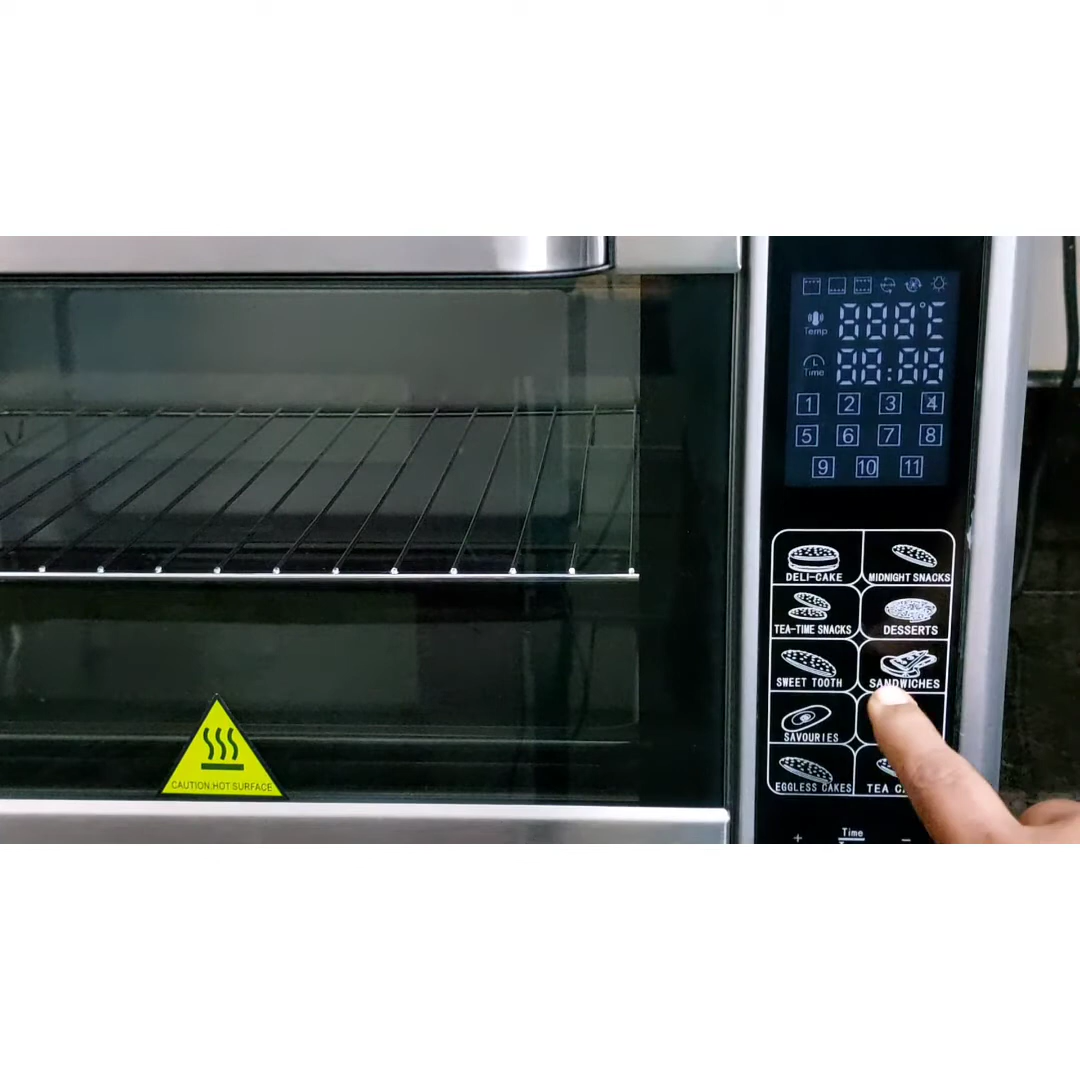 Temp 888°E
Time 88:88
1 2 3 4
5 6 7 8
9 10 11
DELI-CAKE MIDNIGHT SNACKS
TEA-TIME SNACKS DESSERTS
SWEET TOOTH SANDWICHES
SAVOURIES
EGGLESS CAKES TEA
+ Time −
CAUTION:HOT SURFACE